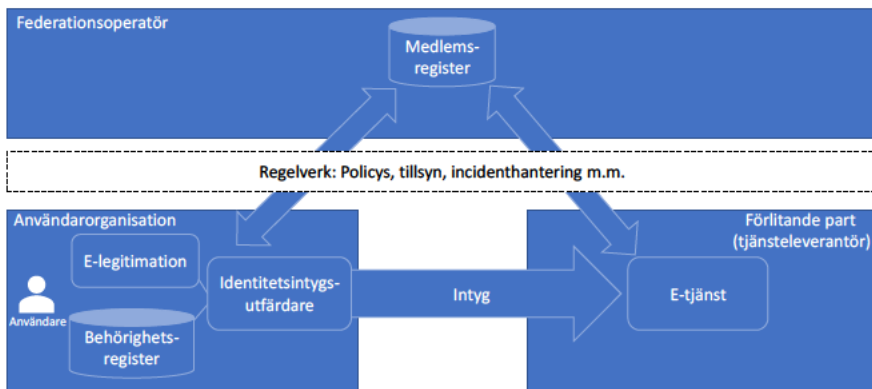 Federationsoperatör
Medlems-
register
Regelverk: Policys, tillsyn, incidenthantering m.m.
Användarorganisation
E-legitimation
Användare
Behörighets-
register
Identitetsintygs-
utfärdare
Intyg
Förlitande part
(tjänsteleverantör)
E-tjänst